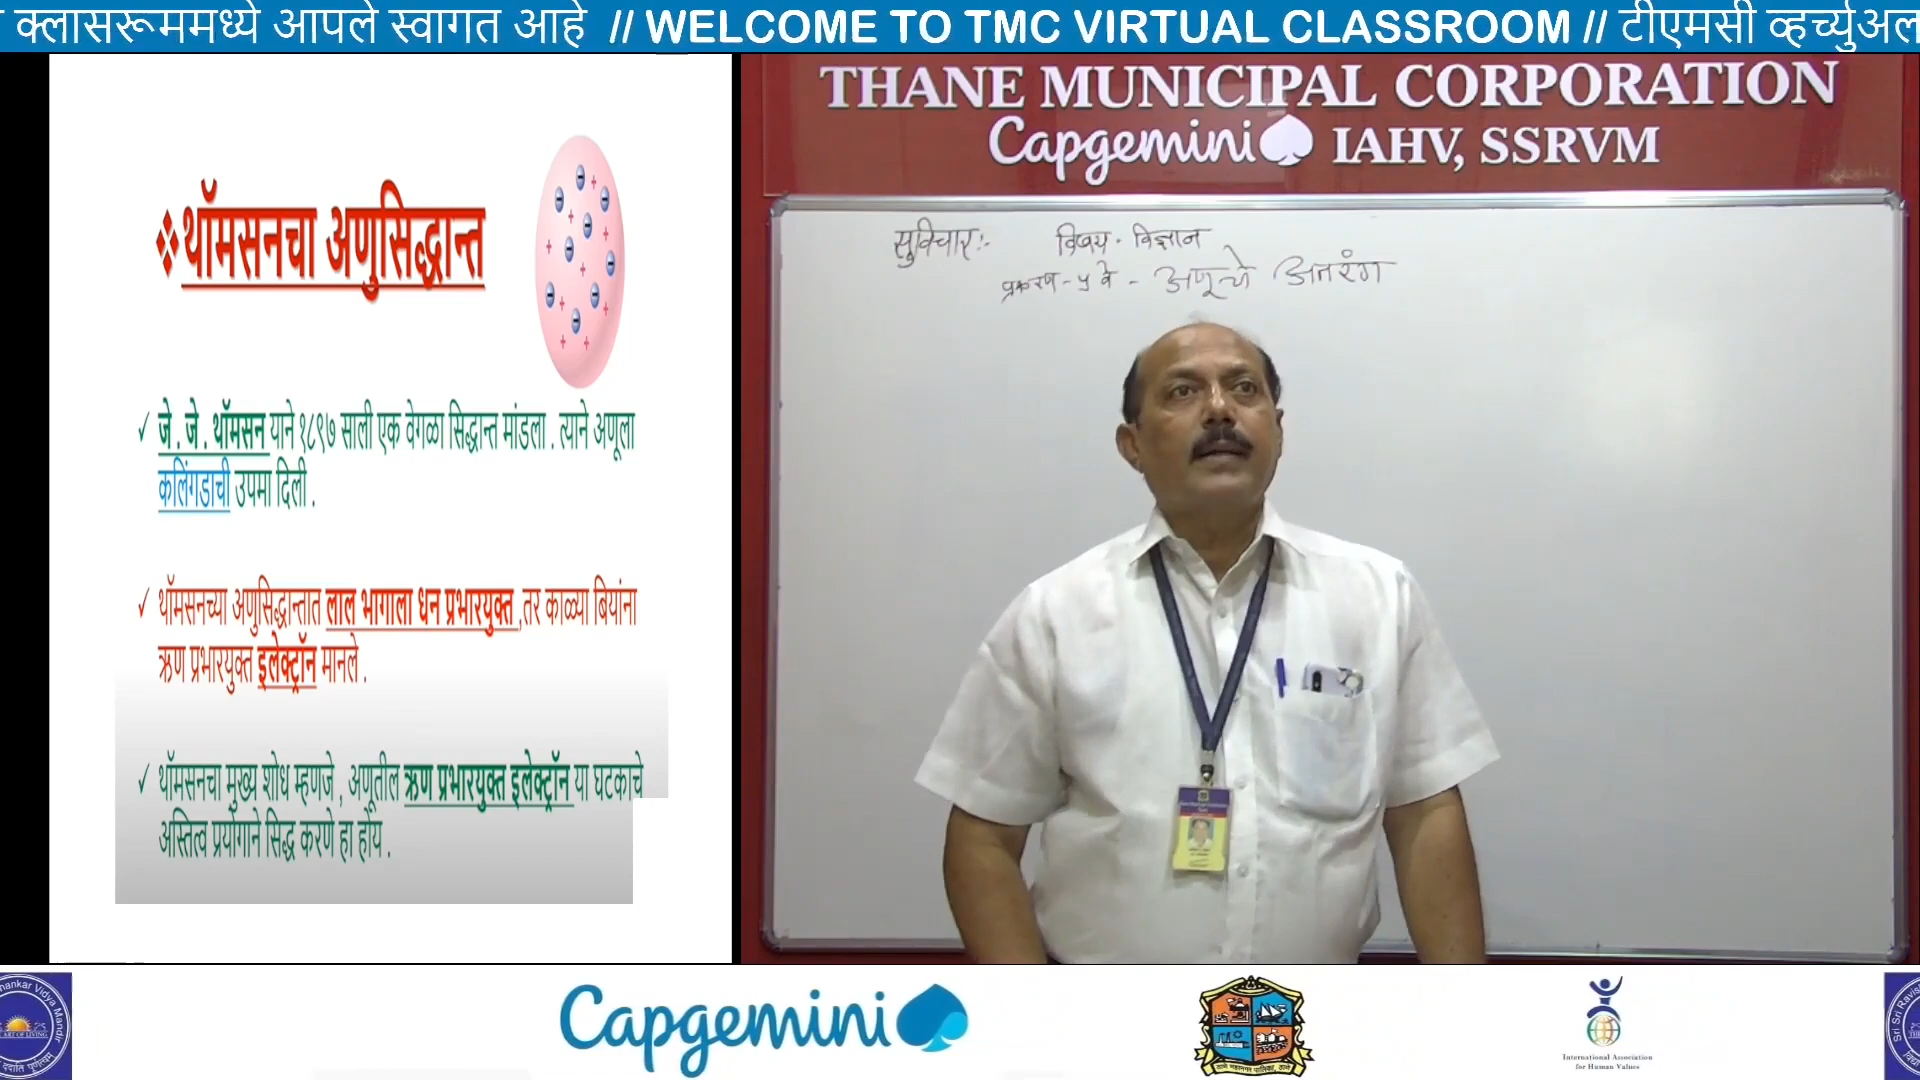 क्लासरूममध्ये आपले स्वागत आहे // WELCOME TO TMC VIRTUAL CLASSROOM // टीएमसी व्हर्च्युअल
THANE MUNICIPAL CORPORATION
Capgemini IAHV, SSRVM
❖थॉमसनचा अणुसिद्धान्त
✓ जे . जे . थॉमसन याने १८९७ साली एक वेगळा सिद्धान्त मांडला . त्याने अणूला
कलिंगडाची उपमा दिली .
✓ थॉमसनच्या अणुसिद्धान्तात लाल भागाला धन प्रभारयुक्त ,तर काळ्या बियांना
ऋण प्रभारयुक्त इलेक्ट्रॉन मानले .
✓ थॉमसनचा मुख्य शोध म्हणजे , अणूतील ऋण प्रभारयुक्त इलेक्ट्रॉन या घटकाचे
अस्तित्व प्रयोगाने सिद्ध करणे हा होय .
सुविचार:- विषय - विज्ञान
प्रकरण - ५ वे - अणूचे अंतरंग
Capgemini
International Association
for Human Values